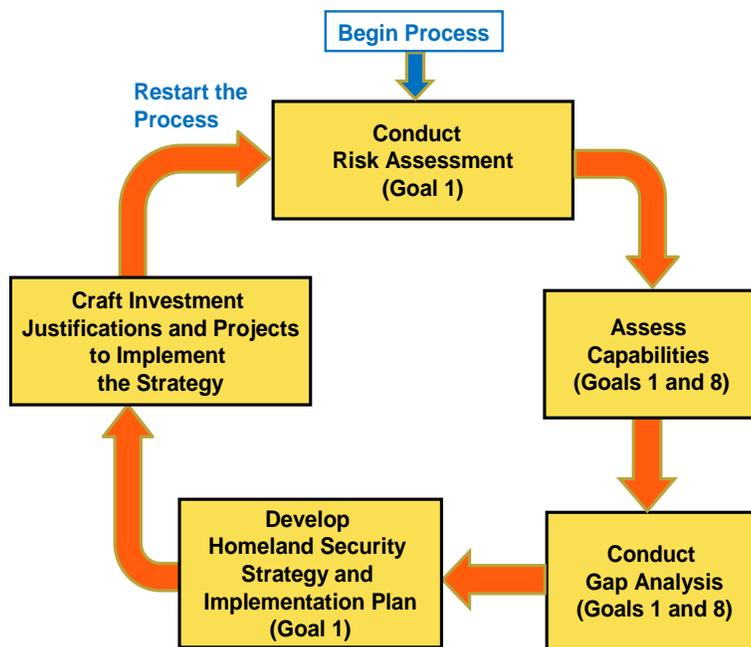 Begin Process
Restart the
Process
Conduct
Risk Assessment
(Goal 1)
Assess
Capabilities
(Goals 1 and 8)
Conduct
Gap Analysis
(Goals 1 and 8)
Develop
Homeland Security
Strategy and
Implementation Plan
(Goal 1)
Craft Investment
Justifications and Projects
to Implement
the Strategy